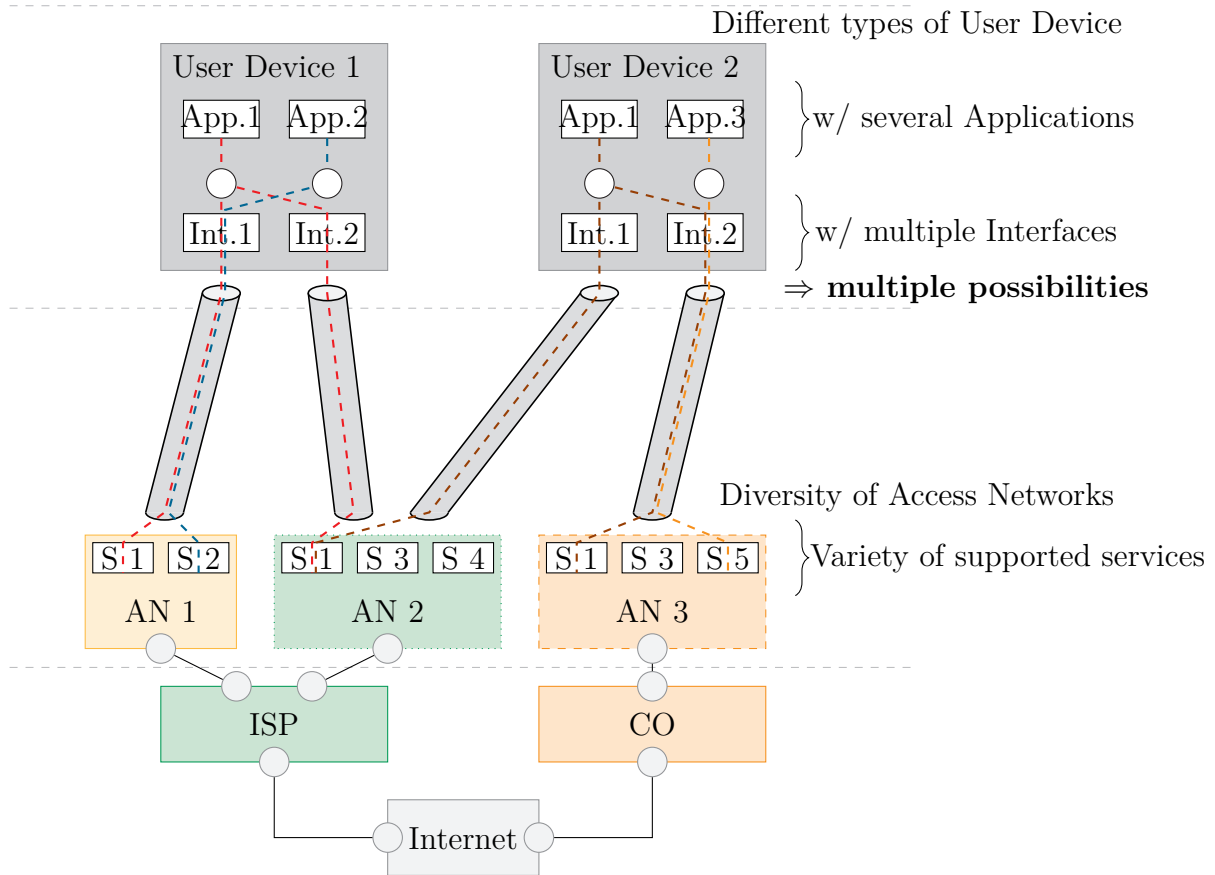 Different types of User Device
User Device 1
User Device 2
App.1
App.2
App.1
App.3
w/ several Applications
Int.1
Int.2
Int.1
Int.2
w/ multiple Interfaces
⇒ multiple possibilities
Diversity of Access Networks
S 1
S 2
S 1
S 3
S 4
S 1
S 3
S 5
Variety of supported services
AN 1
AN 2
AN 3
ISP
CO
Internet